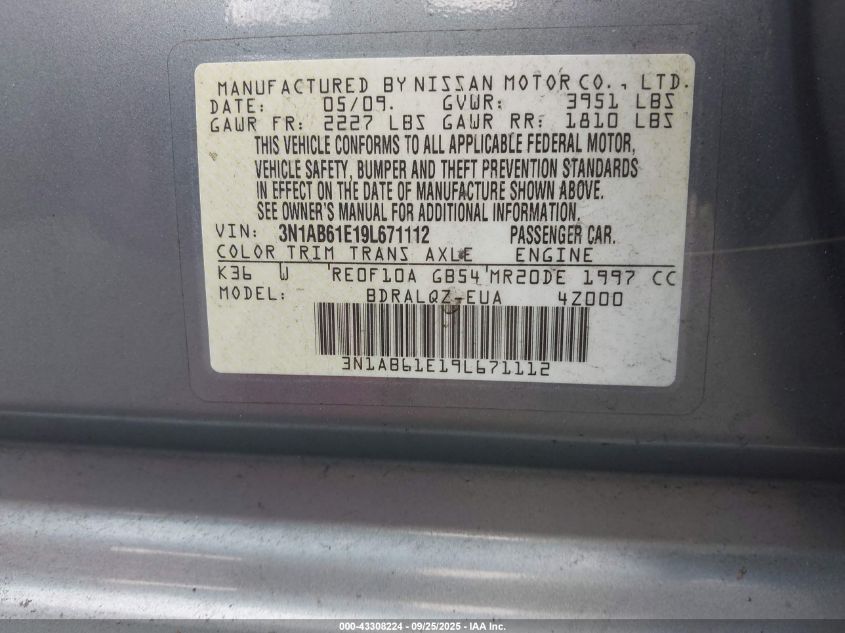 MANUFACTURED BY NISSAN MOTOR CO., LTD.
DATE: 05/09. GVWR: 3951 LBS
GAWR FR: 2227 LBS GAWR RR: 1810 LBS
THIS VEHICLE CONFORMS TO ALL APPLICABLE FEDERAL MOTOR,
VEHICLE SAFETY, BUMPER AND THEFT PREVENTION STANDARDS
IN EFFECT ON THE DATE OF MANUFACTURE SHOWN ABOVE.
SEE OWNER'S MANUAL FOR ADDITIONAL INFORMATION.
VIN: 3N1AB61E19L671112 PASSENGER CAR.
COLOR TRIM TRANS AXLE ENGINE
K36 W RE0F10A GB54 MR20DE 1997 CC
MODEL: BDRALQZ-EUA 4Z000
3N1AB61E19L671112
000-43308224 - 09/25/2025 - IAA Inc.